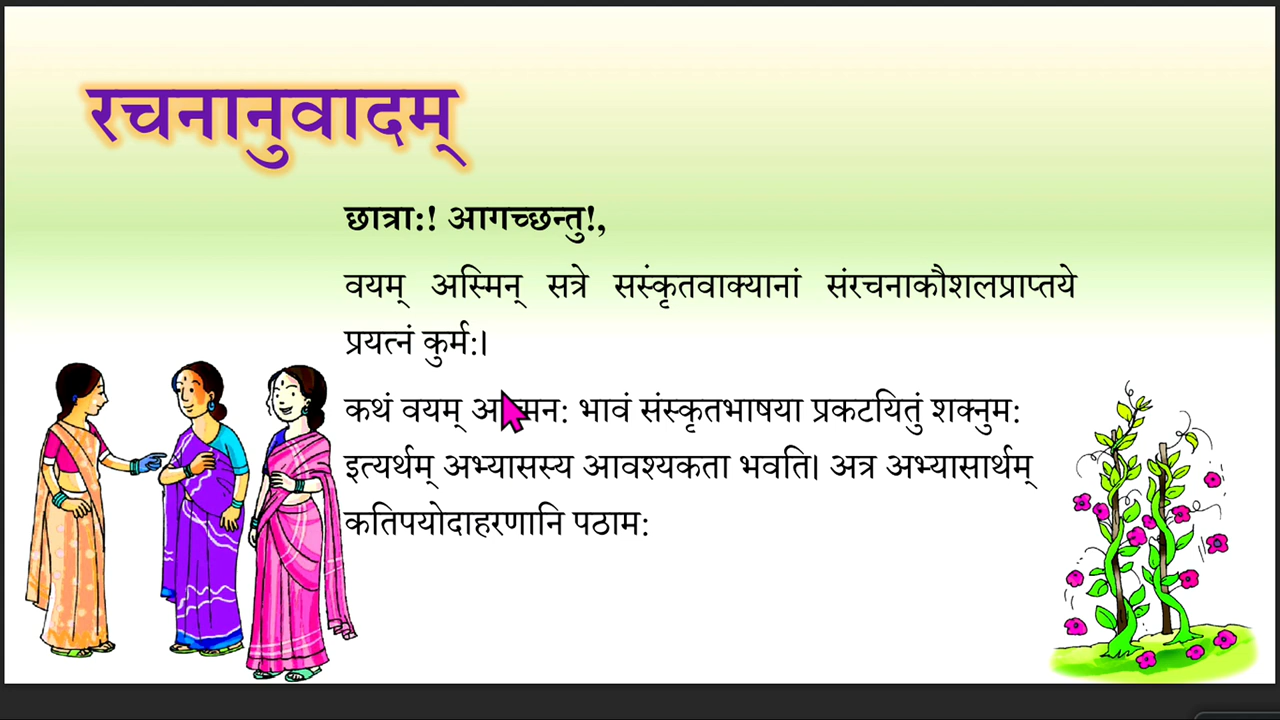 रचनानुवादम्
छात्रा:! आगच्छन्तु!,
वयम् अस्मिन् सत्रे सस्ंकृतवाक्यानां संरचनाकौशलप्राप्तये
प्रयत्नं कुर्म:।
कथं वयम् भावं संस्कृतभाषया प्रकटयितुं शक्नुम:
इत्यर्थम् अभ्यासस्य आवश्यकता भवति। अत्र अभ्यासार्थम्
कतिपयोदाहरणानि पठाम: